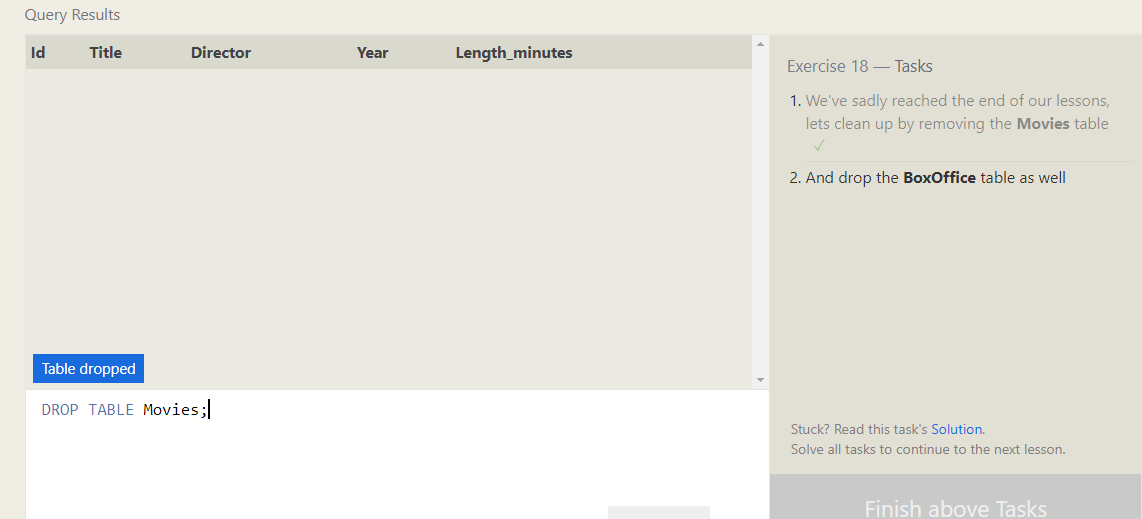 Query Results
Id Title Director Year Length_minutes
Table dropped
DROP TABLE Movies;
Exercise 18 — Tasks
1. We've sadly reached the end of our lessons,
lets clean up by removing the Movies table
✓
2. And drop the BoxOffice table as well
Stuck? Read this task's Solution.
Solve all tasks to continue to the next lesson.
Finish above Tasks